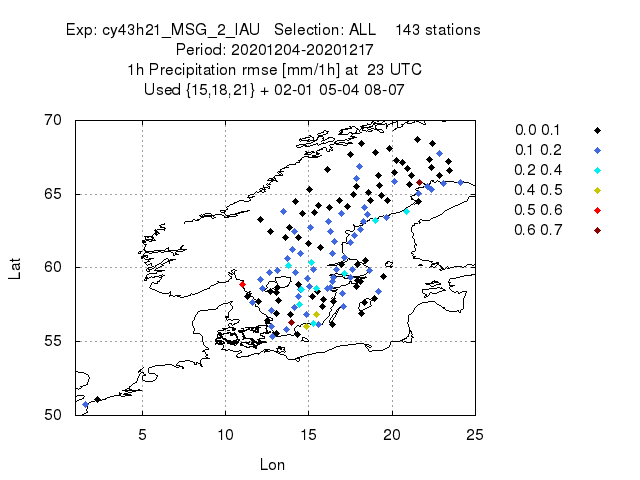 Exp: cy43h21_MSG_2_IAU   Selection: ALL    143 stations
Period: 20201204-20201217
1h Precipitation rmse [mm/1h] at  23 UTC
Used {15,18,21} + 02-01 05-04 08-07
70
65
60
55
50
Lat
5 10 15 20 25
Lon
0.0 0.1
0.1 0.2
0.2 0.4
0.4 0.5
0.5 0.6
0.6 0.7